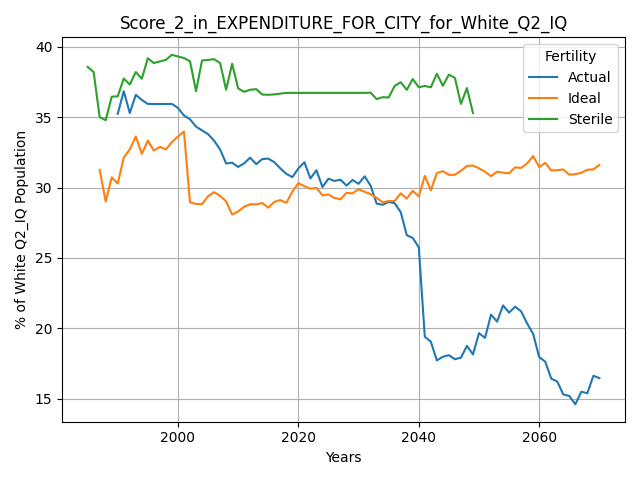 Score_2_in_EXPENDITURE_FOR_CITY_for_White_Q2_IQ
Fertility
Actual
Ideal
Sterile
% of White Q2_IQ Population
40
35
30
25
20
15
2000
2020
2040
2060
Years